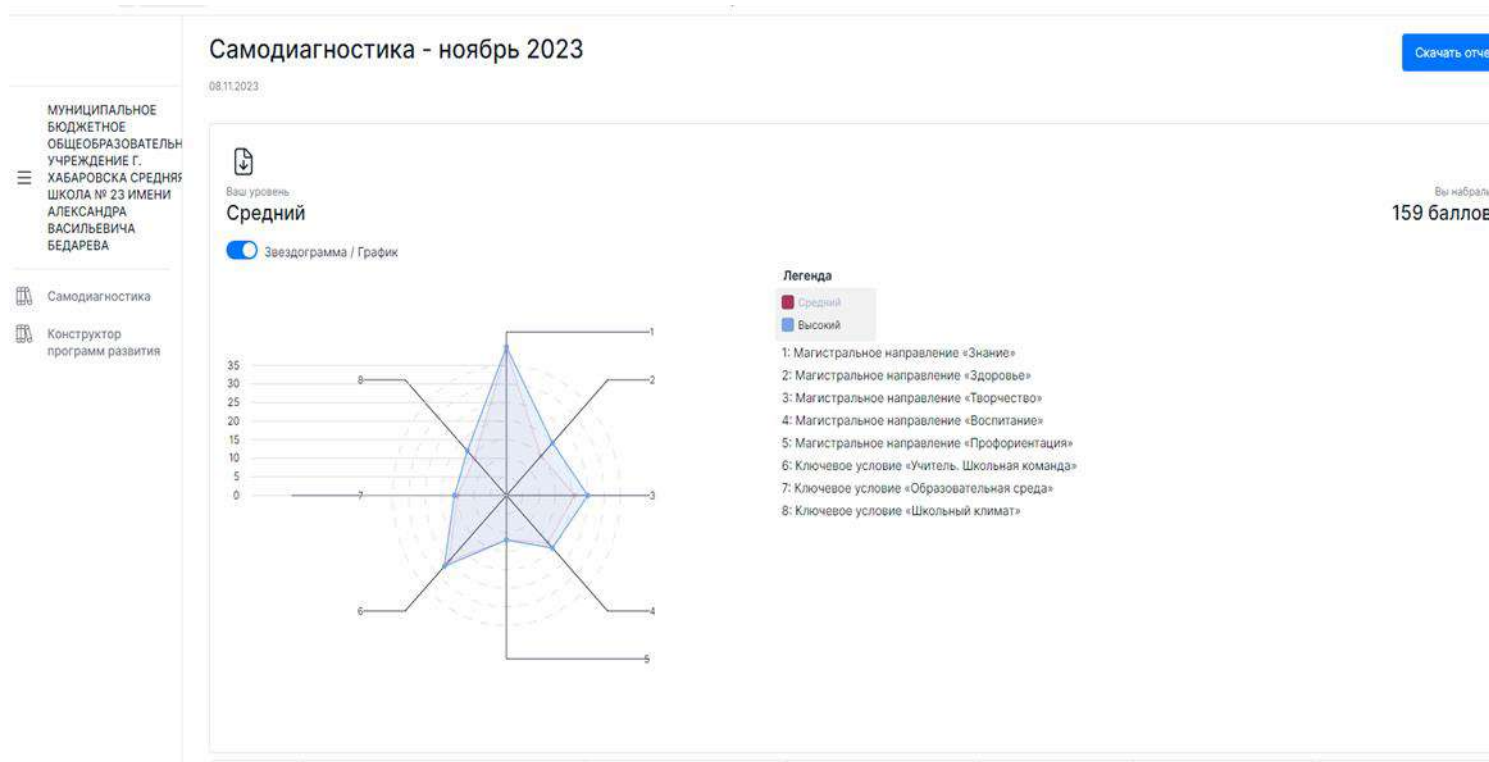 Самодиагностика - ноябрь 2023
Скачать отче
08.11.2023
МУНИЦИПАЛЬНОЕ
БЮДЖЕТНОЕ
ОБЩЕОБРАЗОВАТЕЛЬН
УЧРЕЖДЕНИЕ Г.
ХАБАРОВСКА СРЕДНЯЯ
ШКОЛА № 23 ИМЕНИ
АЛЕКСАНДРА
ВАСИЛЬЕВИЧА
БЕДАРЕВА
Самодиагностика
Конструктор
программ развития
Ваш уровень
Средний
Вы набрали
159 баллов
Звездограмма / График
35
30
25
20
15
10
5
0
1
2
3
4
5
6
7
8
Легенда
Средний
Высокий
1: Магистральное направление «Знание»
2: Магистральное направление «Здоровье»
3: Магистральное направление «Творчество»
4: Магистральное направление «Воспитание»
5: Магистральное направление «Профориентация»
6: Ключевое условие «Учитель. Школьная команда»
7: Ключевое условие «Образовательная среда»
8: Ключевое условие «Школьный климат»